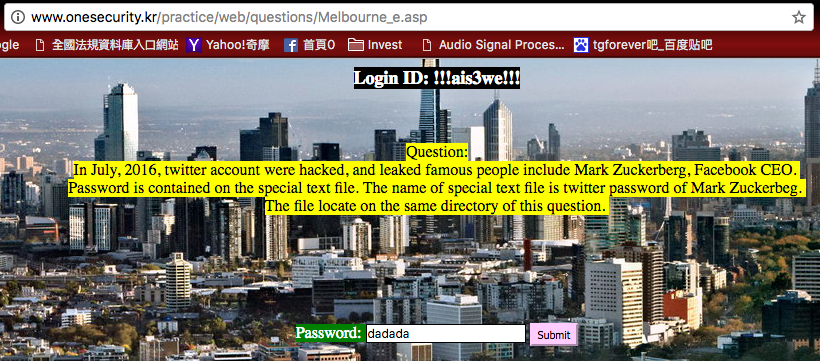 www.onesecurity.kr/practice/web/questions/Melbourne_e.asp
ogle 全國法規資料庫入口網站 Yahoo!奇摩 首頁0 Invest Audio Signal Proces... tgforever吧_百度贴吧
Login ID: !!!ais3we!!!
Question:
In July, 2016, twitter account were hacked, and leaked famous people include Mark Zuckerberg, Facebook CEO.
Password is contained on the special text file. The name of special text file is twitter password of Mark Zuckerbeg.
The file locate on the same directory of this question.
Password: dadada Submit